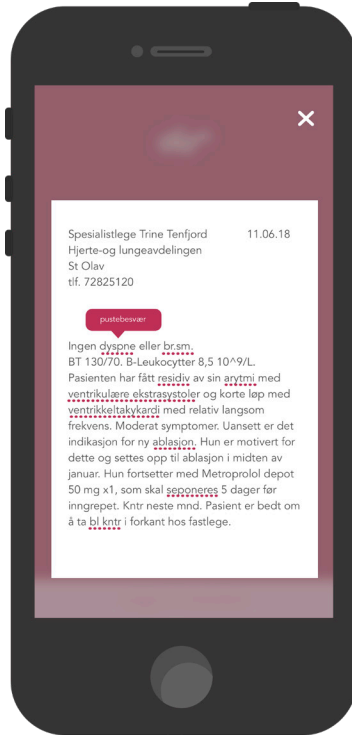 Spesialistlege Trine Tenfjord 11.06.18
Hjerte-og lungeavdelingen
St Olav
tlf. 72825120
pustebesvær
Ingen dyspne eller br.sm.
BT 130/70. B-Leukocytter 8,5 10^9/L.
Pasienten har fått residiv av sin arytmi med
ventrikulære ekstrasystoler og korte løp med
ventrikkeltakykardi med relativ langsom
frekvens. Moderat symptomer. Uansett er det
indikasjon for ny ablasjon. Hun er motivert for
dette og settes opp til ablasjon i midten av
januar. Hun fortsetter med Metroprolol depot
50 mg x1, som skal seponeres 5 dager før
inngrepet. Kntr neste mnd. Pasient er bedt om
å ta bl kntr i forkant hos fastlege.